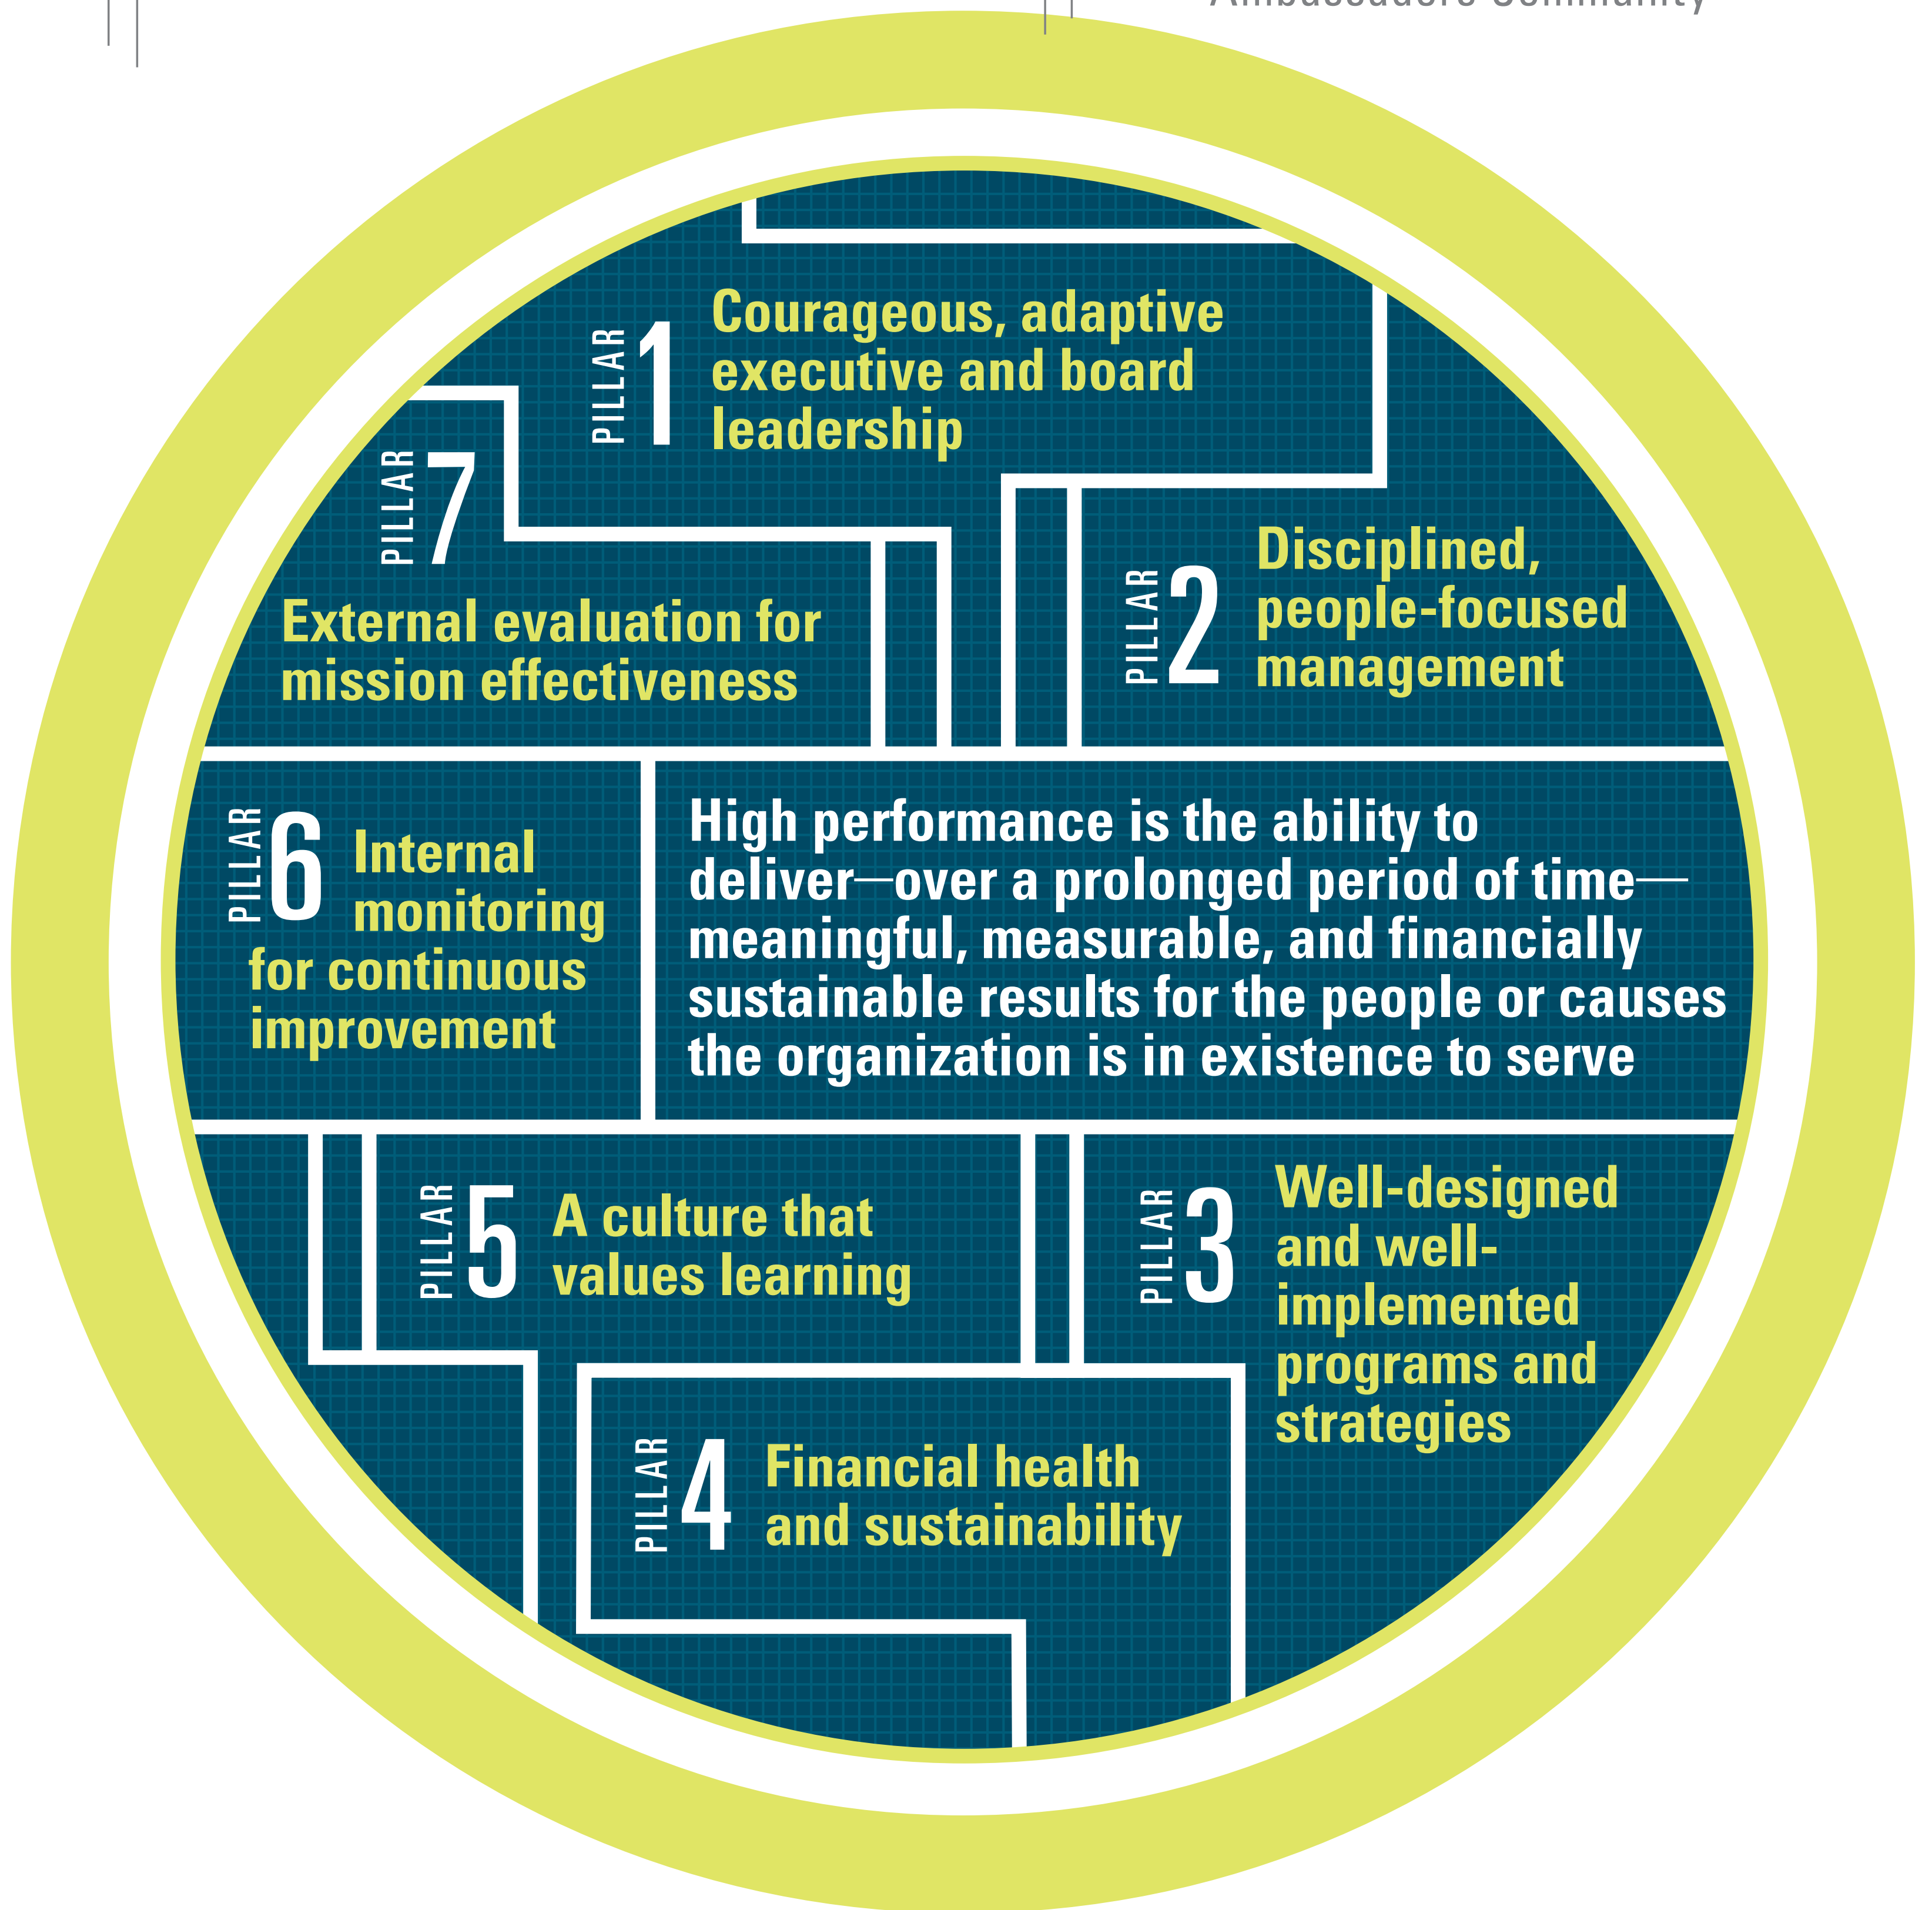 Ambassadors Community
PILLAR 1
Courageous, adaptive
executive and board
leadership
PILLAR 2
Disciplined,
people-focused
management
High performance is the ability to
deliver—over a prolonged period of time—
meaningful, measurable, and financially
sustainable results for the people or causes
the organization is in existence to serve
PILLAR 3
Well-designed
and well-
implemented
programs and
strategies
PILLAR 4
Financial health
and sustainability
PILLAR 5
A culture that
values learning
PILLAR 6
Internal
monitoring
for continuous
improvement
PILLAR 7
External evaluation for
mission effectiveness